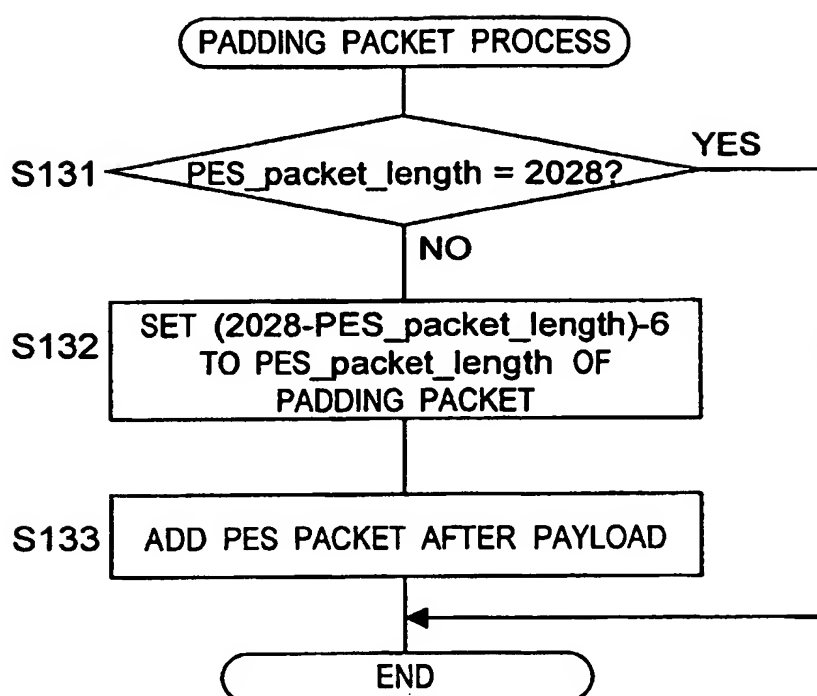 PADDING PACKET PROCESS
S131
PES_packet_length = 2028?
YES
NO
S132
SET (2028-PES_packet_length)-6
TO PES_packet_length OF
PADDING PACKET
S133
ADD PES PACKET AFTER PAYLOAD
END